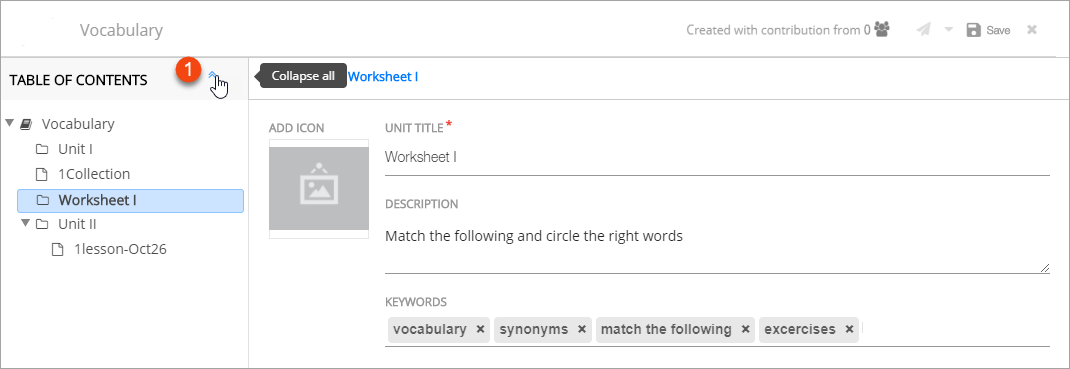 Vocabulary
Created with contribution from 0
Save
TABLE OF CONTENTS
1
Collapse all
Worksheet I
Vocabulary
Unit I
1Collection
Worksheet I
Unit II
1lesson-Oct26
ADD ICON
UNIT TITLE *
Worksheet I
DESCRIPTION
Match the following and circle the right words
KEYWORDS
vocabulary × synonyms × match the following × excercises ×